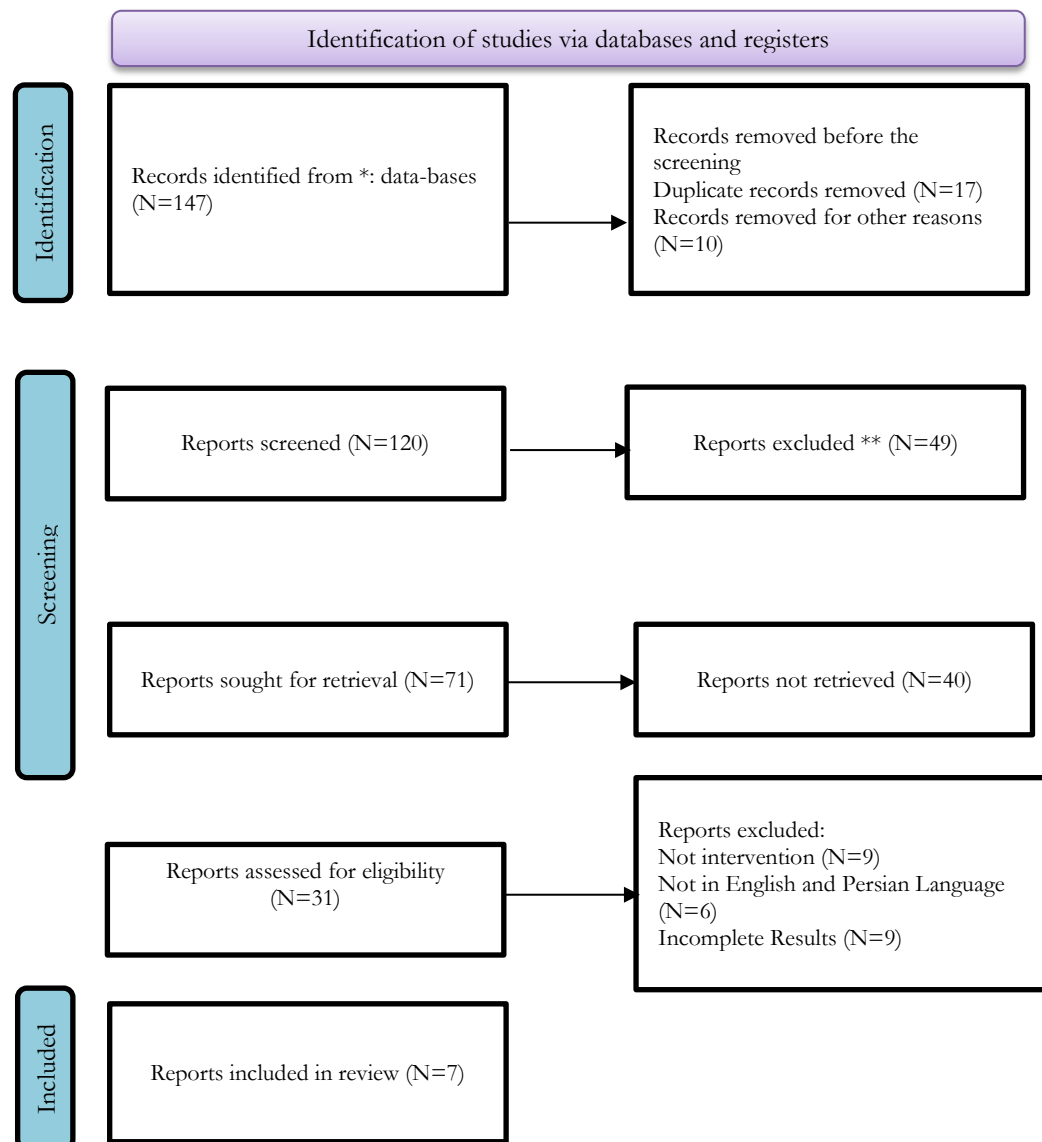 Identification of studies via databases and registers
Identification
Records identified from *: data-bases
(N=147)
Records removed before the
screening
Duplicate records removed (N=17)
Records removed for other reasons
(N=10)
Screening
Reports screened (N=120)
Reports excluded ** (N=49)
Reports sought for retrieval (N=71)
Reports not retrieved (N=40)
Reports assessed for eligibility
(N=31)
Reports excluded:
Not intervention (N=9)
Not in English and Persian Language
(N=6)
Incomplete Results (N=9)
Included
Reports included in review (N=7)